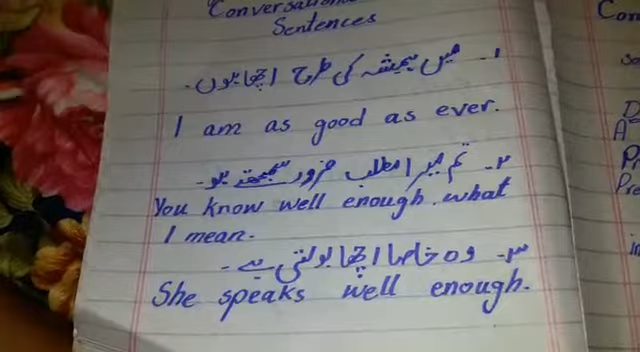 Conversational
Sentences
۱۔ میں ہمیشہ کی طرح اچھا ہوں۔
I am as good as ever.
۲۔ تم میرا مطلب ضرور سمجھتے ہو۔
You know well enough what
I mean.
۳۔ وہ خاصا اچھا بولتی ہے۔
She speaks well enough.
Con